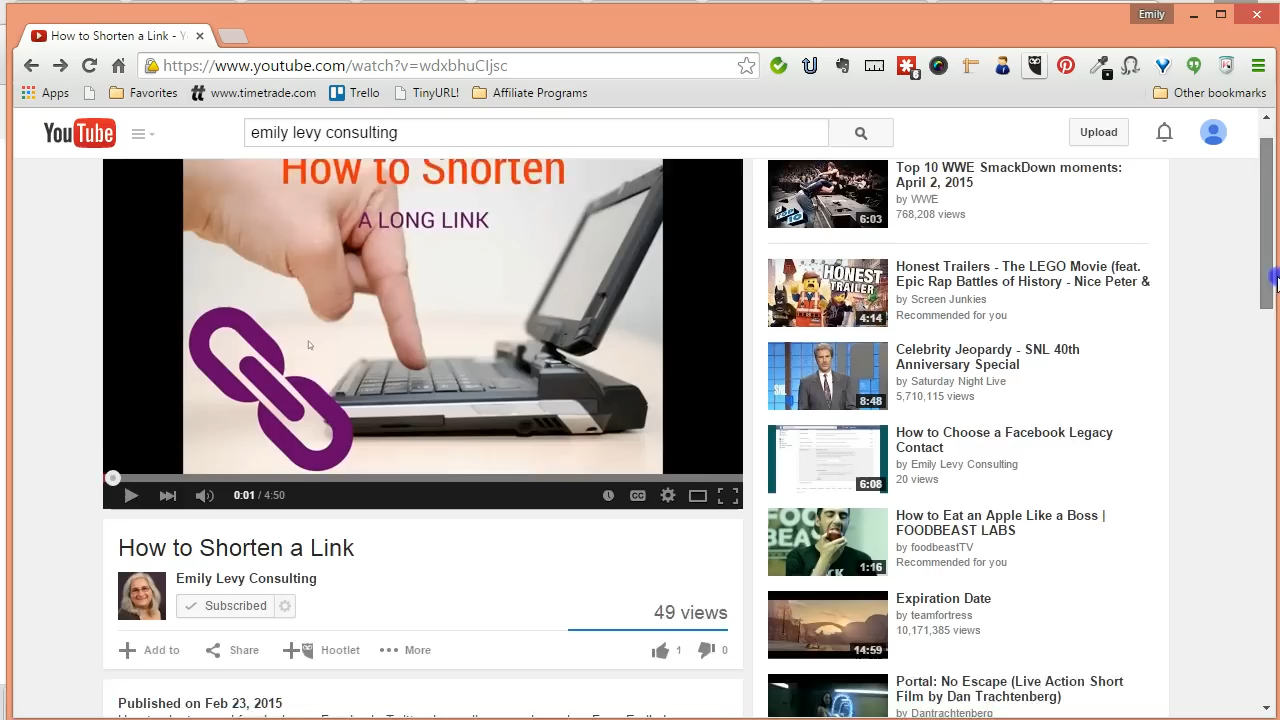 Emily
How to Shorten a Link - Y
https://www.youtube.com/watch?v=wdxbhuCIjsc
6
Apps
Favorites
www.timetrade.com
Trello
TinyURL!
Affiliate Programs
Other bookmarks
YouTube
emily levy consulting
Upload
How to Shorten
A LONG LINK
0:01 / 4:50
CC
How to Shorten a Link
Emily Levy Consulting
Subscribed
49 views
Add to
Share
Hootlet
More
1
0
Published on Feb 23, 2015
TOP 10
6:03
Top 10 WWE SmackDown moments:
April 2, 2015
by WWE
768,208 views
HONEST
TRAILER
4:14
Honest Trailers - The LEGO Movie (feat.
Epic Rap Battles of History - Nice Peter &
by Screen Junkies
Recommended for you
SNL
8:48
Celebrity Jeopardy - SNL 40th
Anniversary Special
by Saturday Night Live
5,710,115 views
6:08
How to Choose a Facebook Legacy
Contact
by Emily Levy Consulting
20 views
1:16
How to Eat an Apple Like a Boss |
FOODBEAST LABS
by foodbeastTV
Recommended for you
14:59
Expiration Date
by teamfortress
10,171,385 views
Portal: No Escape (Live Action Short
Film by Dan Trachtenberg)
by Dantrachtenberg